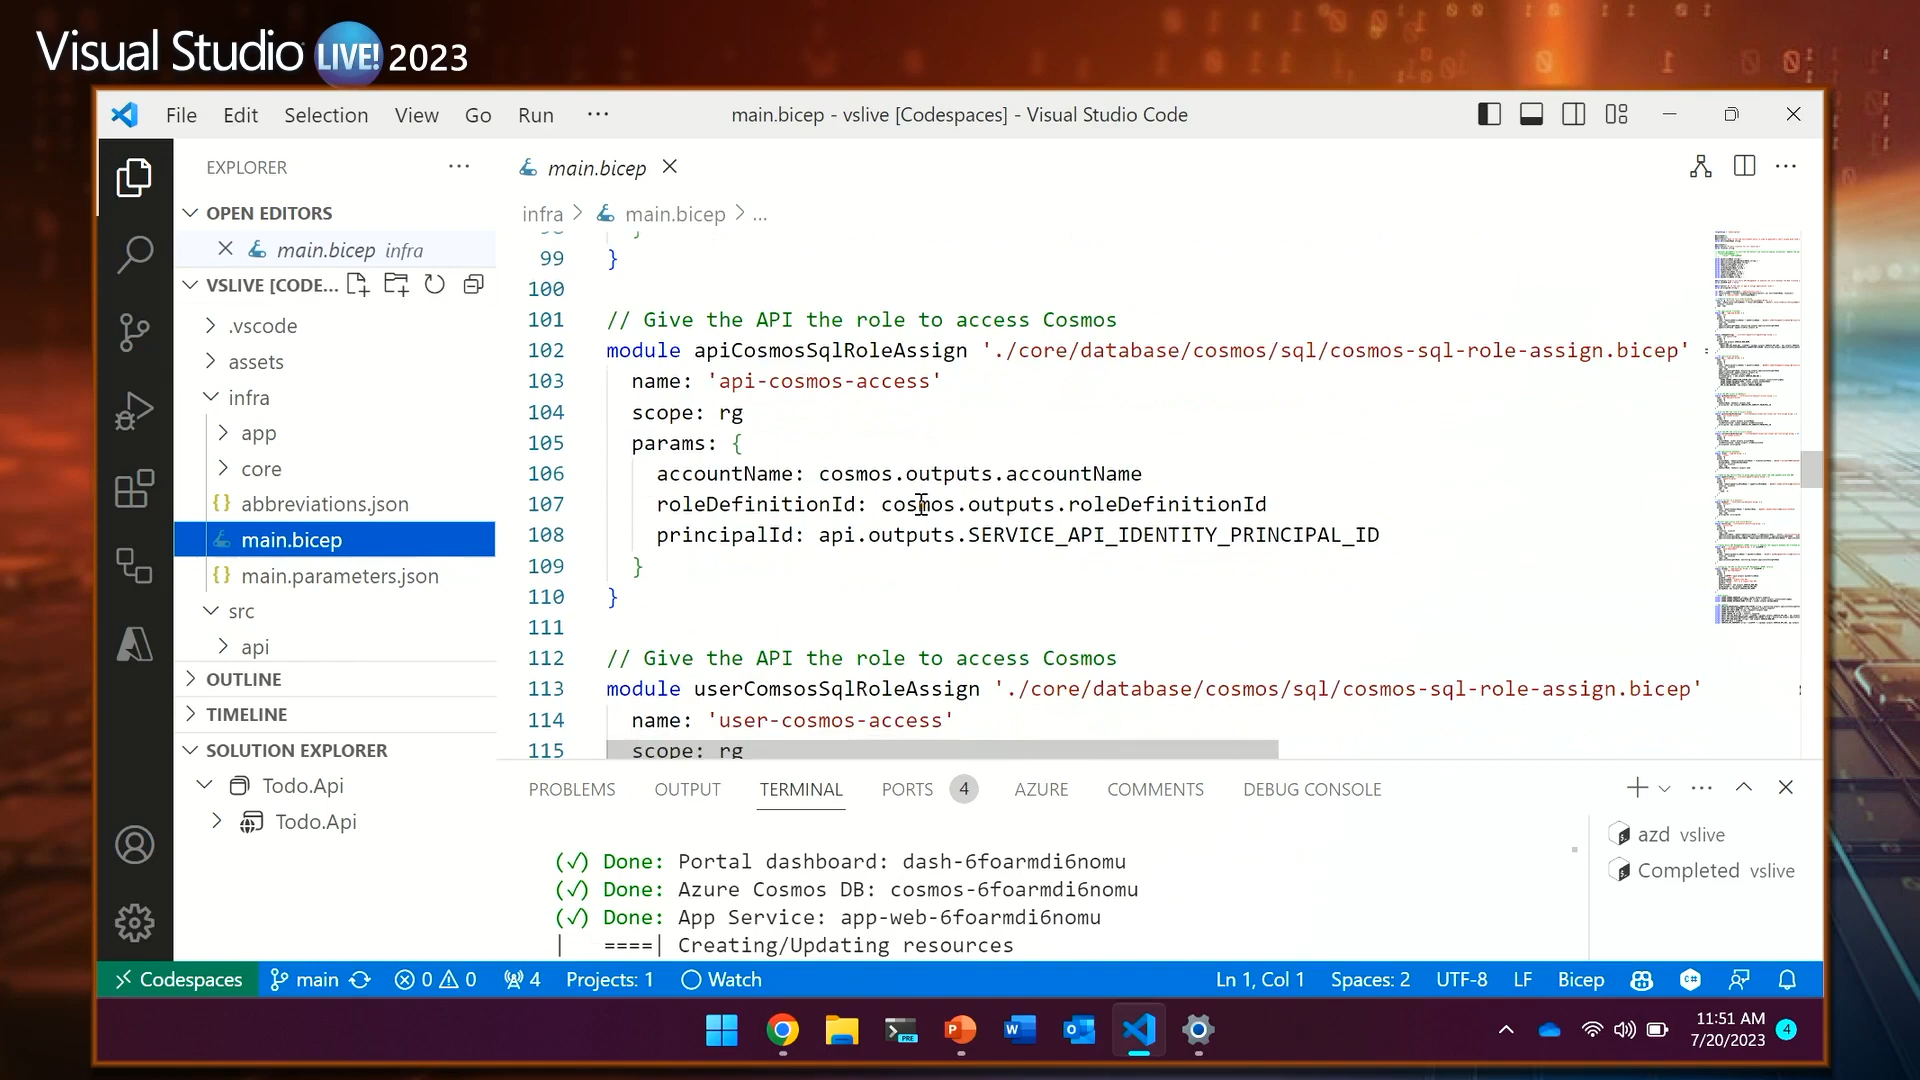 Visual Studio LIVE! 2023
File Edit Selection View Go Run ···
main.bicep - vslive [Codespaces] - Visual Studio Code
EXPLORER
OPEN EDITORS
main.bicep infra
VSLIVE [CODE...
.vscode
assets
infra
app
core
abbreviations.json
main.bicep
main.parameters.json
src
api
OUTLINE
TIMELINE
SOLUTION EXPLORER
Todo.Api
Todo.Api
main.bicep
infra > main.bicep > ...
99 }
100
101 // Give the API the role to access Cosmos
102 module apiCosmosSqlRoleAssign './core/database/cosmos/sql/cosmos-sql-role-assign.bicep' =
103 name: 'api-cosmos-access'
104 scope: rg
105 params: {
106 accountName: cosmos.outputs.accountName
107 roleDefinitionId: cosmos.outputs.roleDefinitionId
108 principalId: api.outputs.SERVICE_API_IDENTITY_PRINCIPAL_ID
109 }
110 }
111
112 // Give the API the role to access Cosmos
113 module userComsosSqlRoleAssign './core/database/cosmos/sql/cosmos-sql-role-assign.bicep'
114 name: 'user-cosmos-access'
115 scope: rg
PROBLEMS OUTPUT TERMINAL PORTS 4 AZURE COMMENTS DEBUG CONSOLE
(✓) Done: Portal dashboard: dash-6foarmdi6nomu
(✓) Done: Azure Cosmos DB: cosmos-6foarmdi6nomu
(✓) Done: App Service: app-web-6foarmdi6nomu
|   ====| Creating/Updating resources
azd vslive
Completed vslive
Codespaces main 0 0 4 Projects: 1 Watch Ln 1, Col 1 Spaces: 2 UTF-8 LF Bicep
11:51 AM
7/20/2023 4